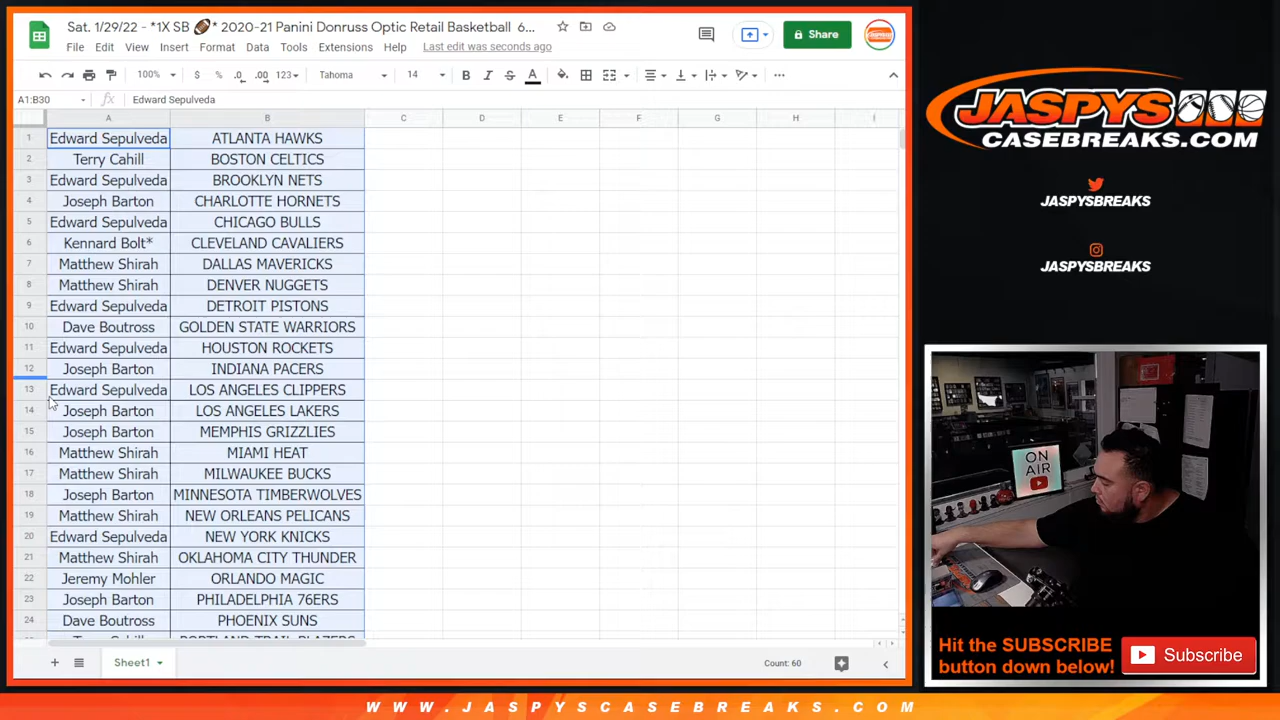 Sat. 1/29/22 - *1X SB 🏈* 2020-21 Panini Donruss Optic Retail Basketball 6...
File Edit View Insert Format Data Tools Extensions Help Last edit was seconds ago
Share
100% $ % .0 .00 123 Tahoma 14 B I S A
A1:B30 fx Edward Sepulveda
A B C D E F G H I
1 Edward Sepulveda ATLANTA HAWKS
2 Terry Cahill BOSTON CELTICS
3 Edward Sepulveda BROOKLYN NETS
4 Joseph Barton CHARLOTTE HORNETS
5 Edward Sepulveda CHICAGO BULLS
6 Kennard Bolt* CLEVELAND CAVALIERS
7 Matthew Shirah DALLAS MAVERICKS
8 Matthew Shirah DENVER NUGGETS
9 Edward Sepulveda DETROIT PISTONS
10 Dave Boutross GOLDEN STATE WARRIORS
11 Edward Sepulveda HOUSTON ROCKETS
12 Joseph Barton INDIANA PACERS
13 Edward Sepulveda LOS ANGELES CLIPPERS
14 Joseph Barton LOS ANGELES LAKERS
15 Joseph Barton MEMPHIS GRIZZLIES
16 Matthew Shirah MIAMI HEAT
17 Matthew Shirah MILWAUKEE BUCKS
18 Joseph Barton MINNESOTA TIMBERWOLVES
19 Matthew Shirah NEW ORLEANS PELICANS
20 Edward Sepulveda NEW YORK KNICKS
21 Matthew Shirah OKLAHOMA CITY THUNDER
22 Jeremy Mohler ORLANDO MAGIC
23 Joseph Barton PHILADELPHIA 76ERS
24 Dave Boutross PHOENIX SUNS
Terry Cahill PORTLAND TRAIL BLAZERS
+ Sheet1 Count: 60
JASPYS
CASEBREAKS.COM
JASPYSBREAKS
JASPYSBREAKS
ON
AIR
Hit the SUBSCRIBE
button down below!
Subscribe
WWW.JASPYSCASEBREAKS.COM